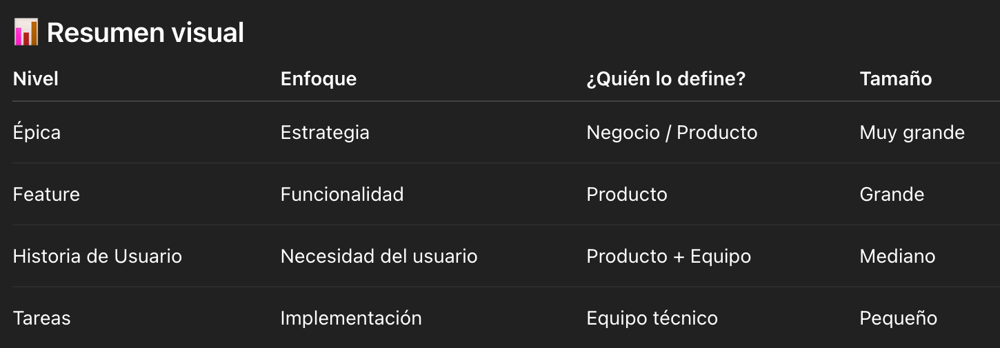 📊 Resumen visual
Nivel Enfoque ¿Quién lo define? Tamaño
Épica Estrategia Negocio / Producto Muy grande
Feature Funcionalidad Producto Grande
Historia de Usuario Necesidad del usuario Producto + Equipo Mediano
Tareas Implementación Equipo técnico Pequeño